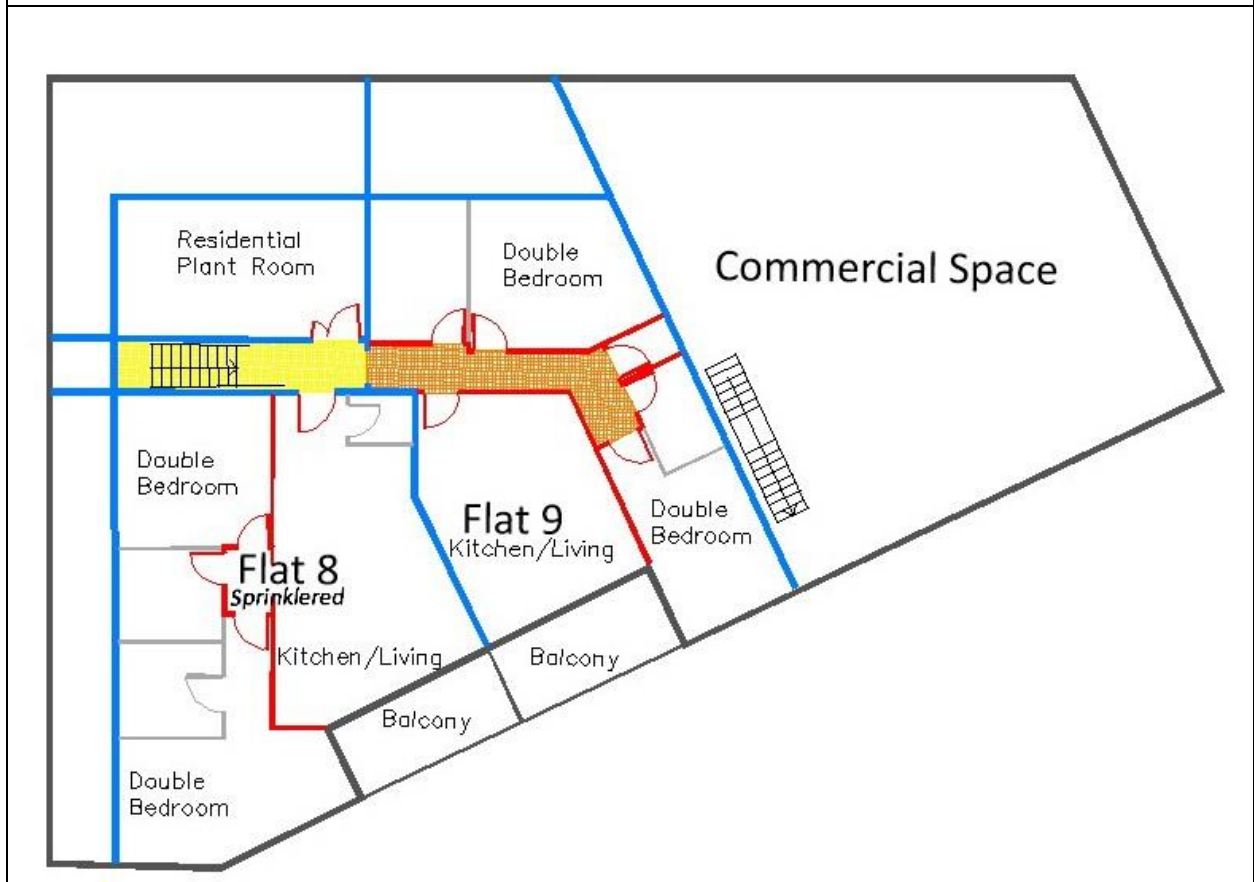 Residential
Plant Room
Double
Bedroom
Commercial Space
Double
Bedroom
Flat 9
Kitchen/Living
Double
Bedroom
Flat 8
Sprinklered
Kitchen/Living
Balcony
Balcony
Double
Bedroom